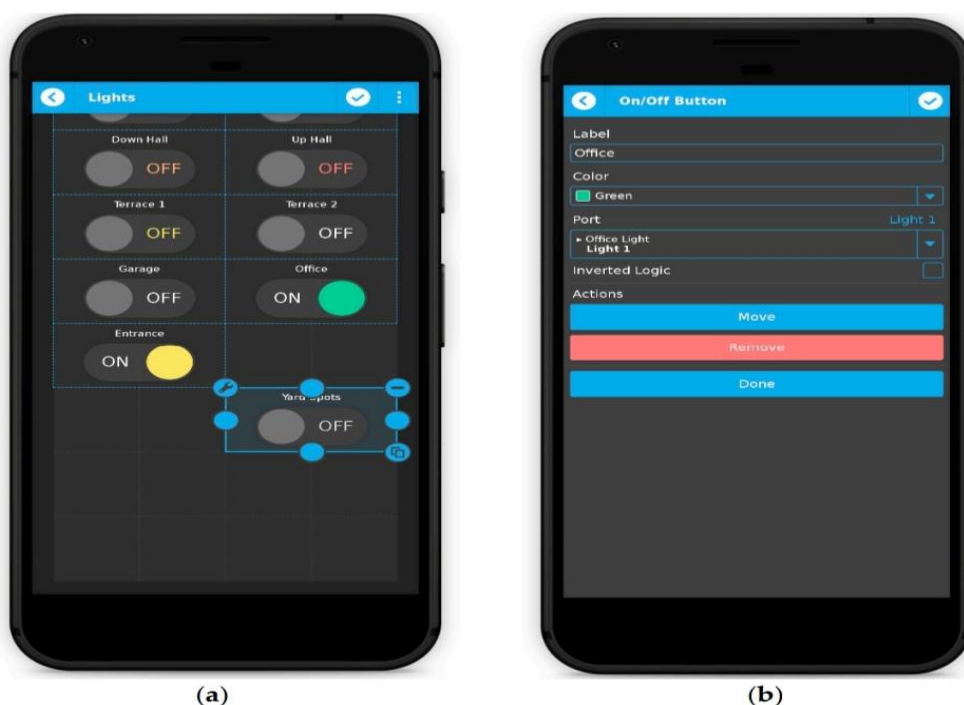 Lights
Down Hall Up Hall
OFF OFF
Terrace 1 Terrace 2
OFF OFF
Garage Office
OFF ON
Entrance
ON
Yard Spots
OFF
(a)
On/Off Button
Label
Office
Color
Green
Port Light 1
Office Light
Light 1
Inverted Logic
Actions
Move
Remove
Done
(b)